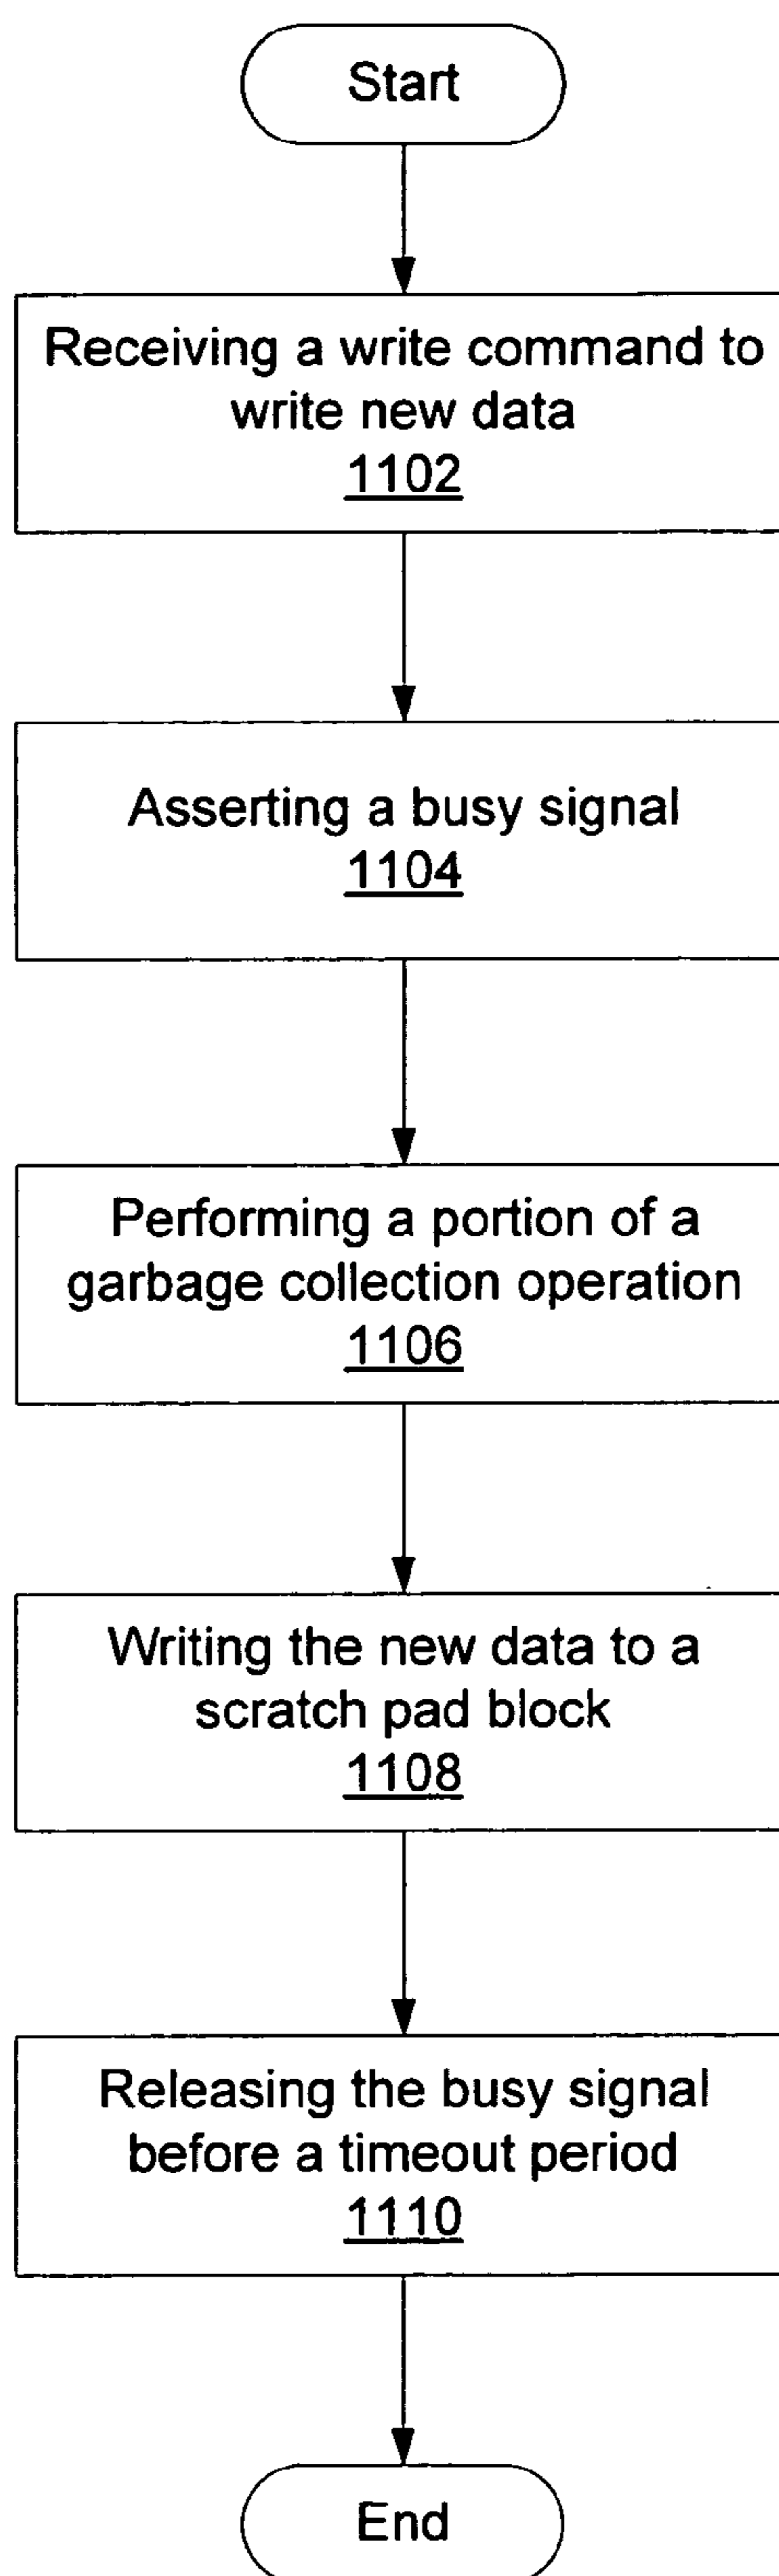 Start
Receiving a write command to
write new data
1102
Asserting a busy signal
1104
Performing a portion of a
garbage collection operation
1106
Writing the new data to a
scratch pad block
1108
Releasing the busy signal
before a timeout period
1110
End